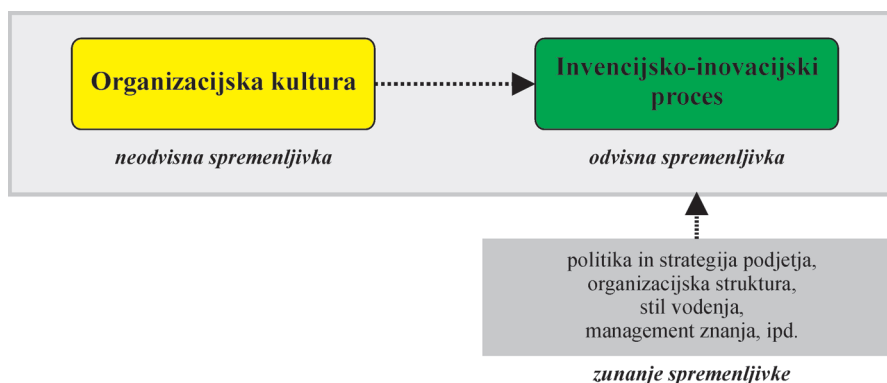 Organizacijska kultura
Invencijsko-inovacijski
proces
neodvisna spremenljivka
odvisna spremenljivka
politika in strategija podjetja,
organizacijska struktura,
stil vodenja,
management znanja, ipd.
zunanje spremenljivke